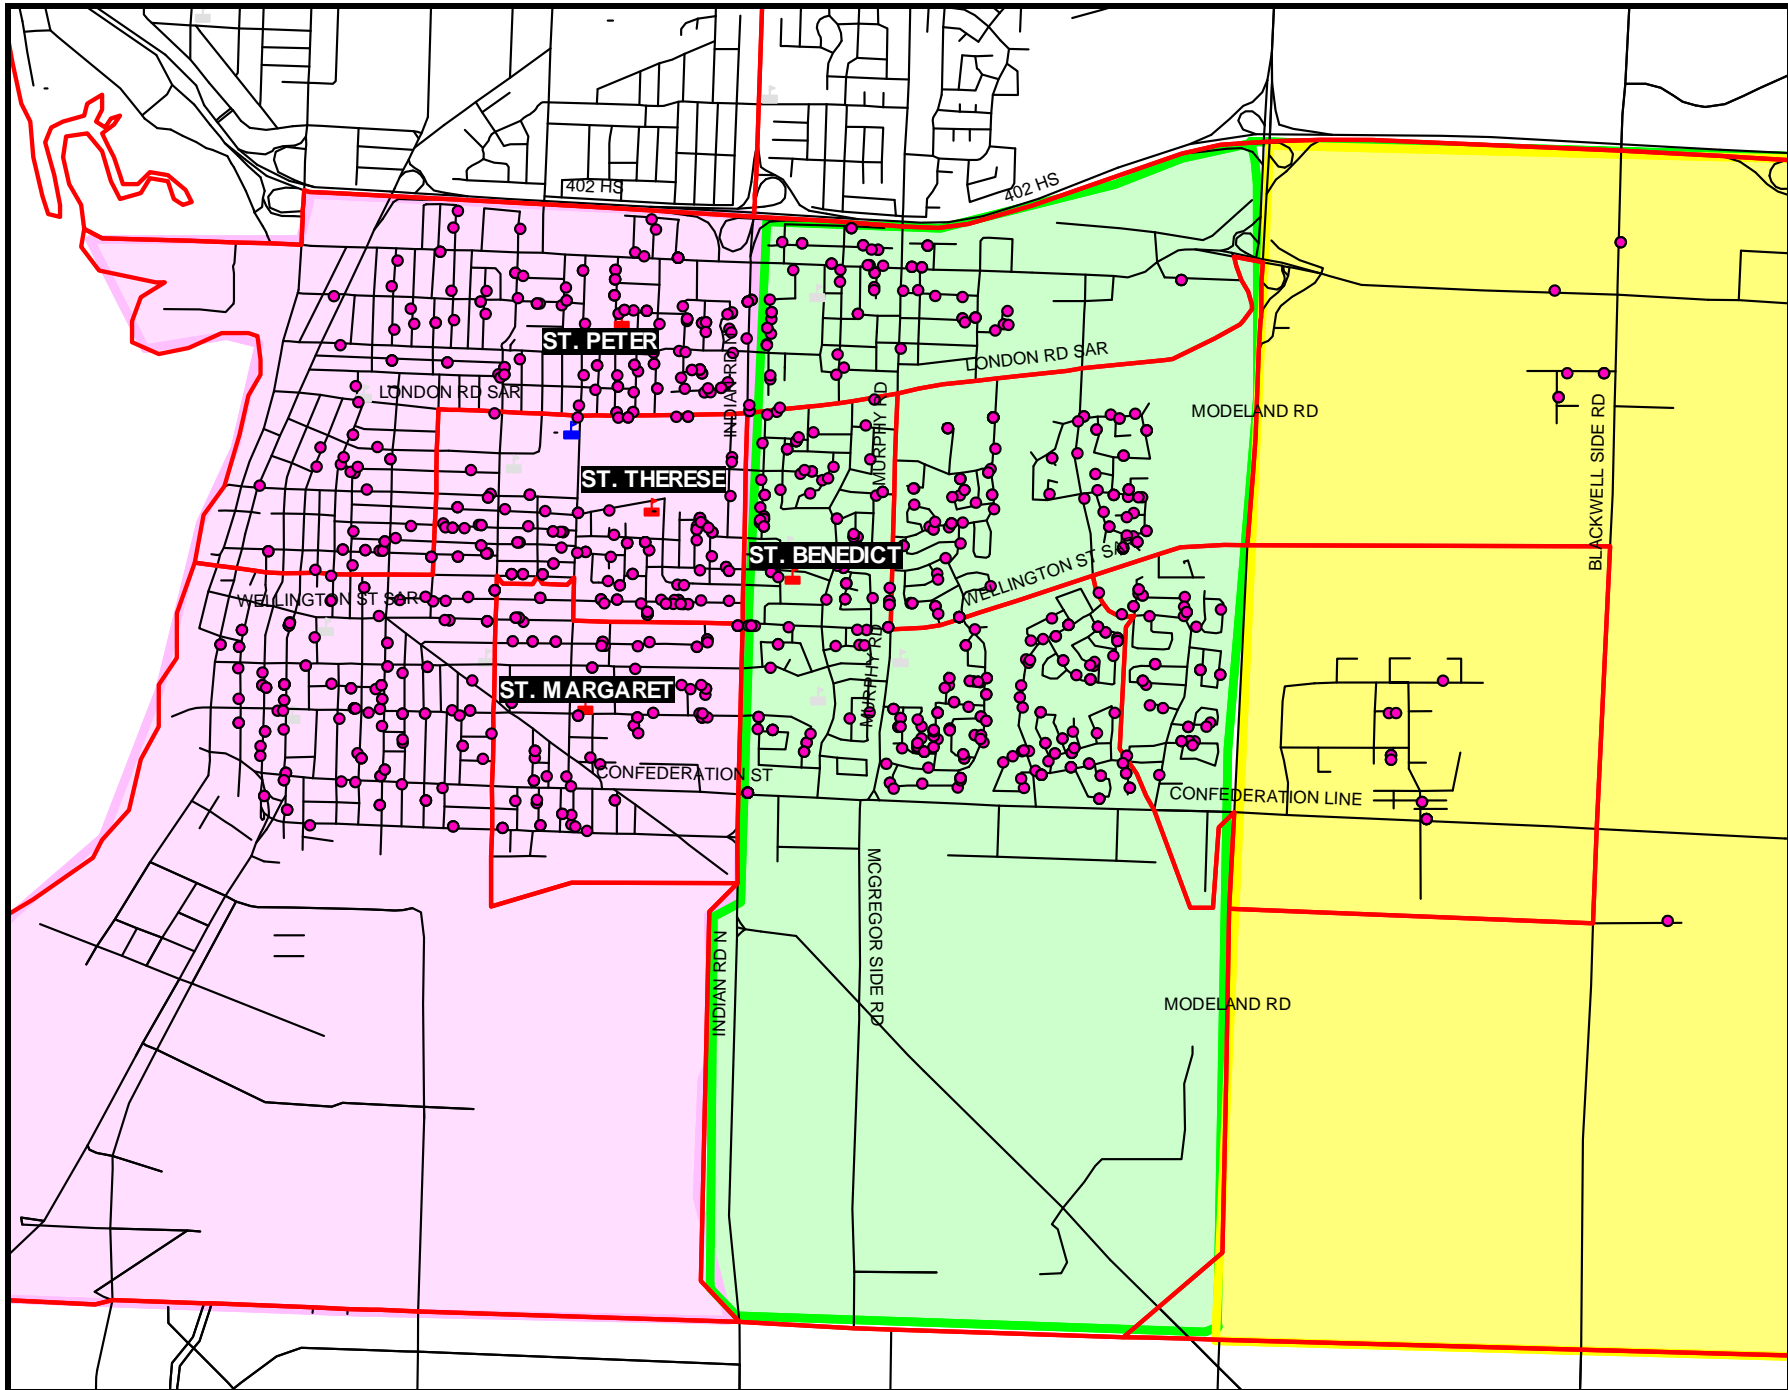 402 HS
402 HS
ST. PETER
INDIAN RD N
LONDON RD SAR
LONDON RD SAR
MURPHY RD
MODELAND RD
BLACKWELL SIDE RD
ST. THERESE
ST. BENEDICT
WELLINGTON ST SAR
WELLINGTON ST SAR
MURPHY RD
ST. MARGARET
CONFEDERATION ST
CONFEDERATION LINE
MCGREGOR SIDE RD
INDIAN RD N
MODELAND RD